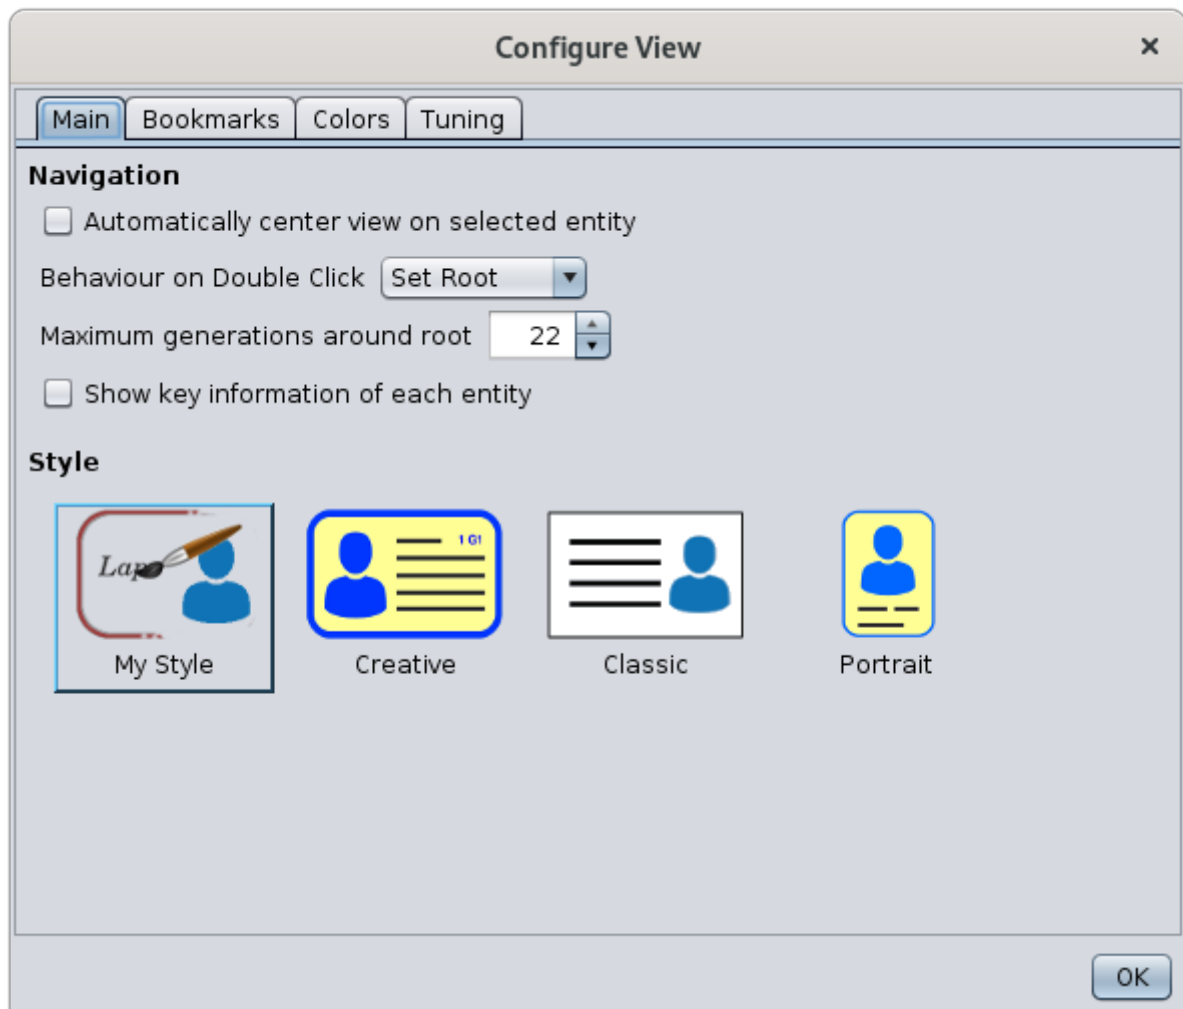 Configure View
Main Bookmarks Colors Tuning
Navigation
Automatically center view on selected entity
Behaviour on Double Click Set Root
Maximum generations around root 22
Show key information of each entity
Style
Lap
1 G1
My Style Creative Classic Portrait
OK